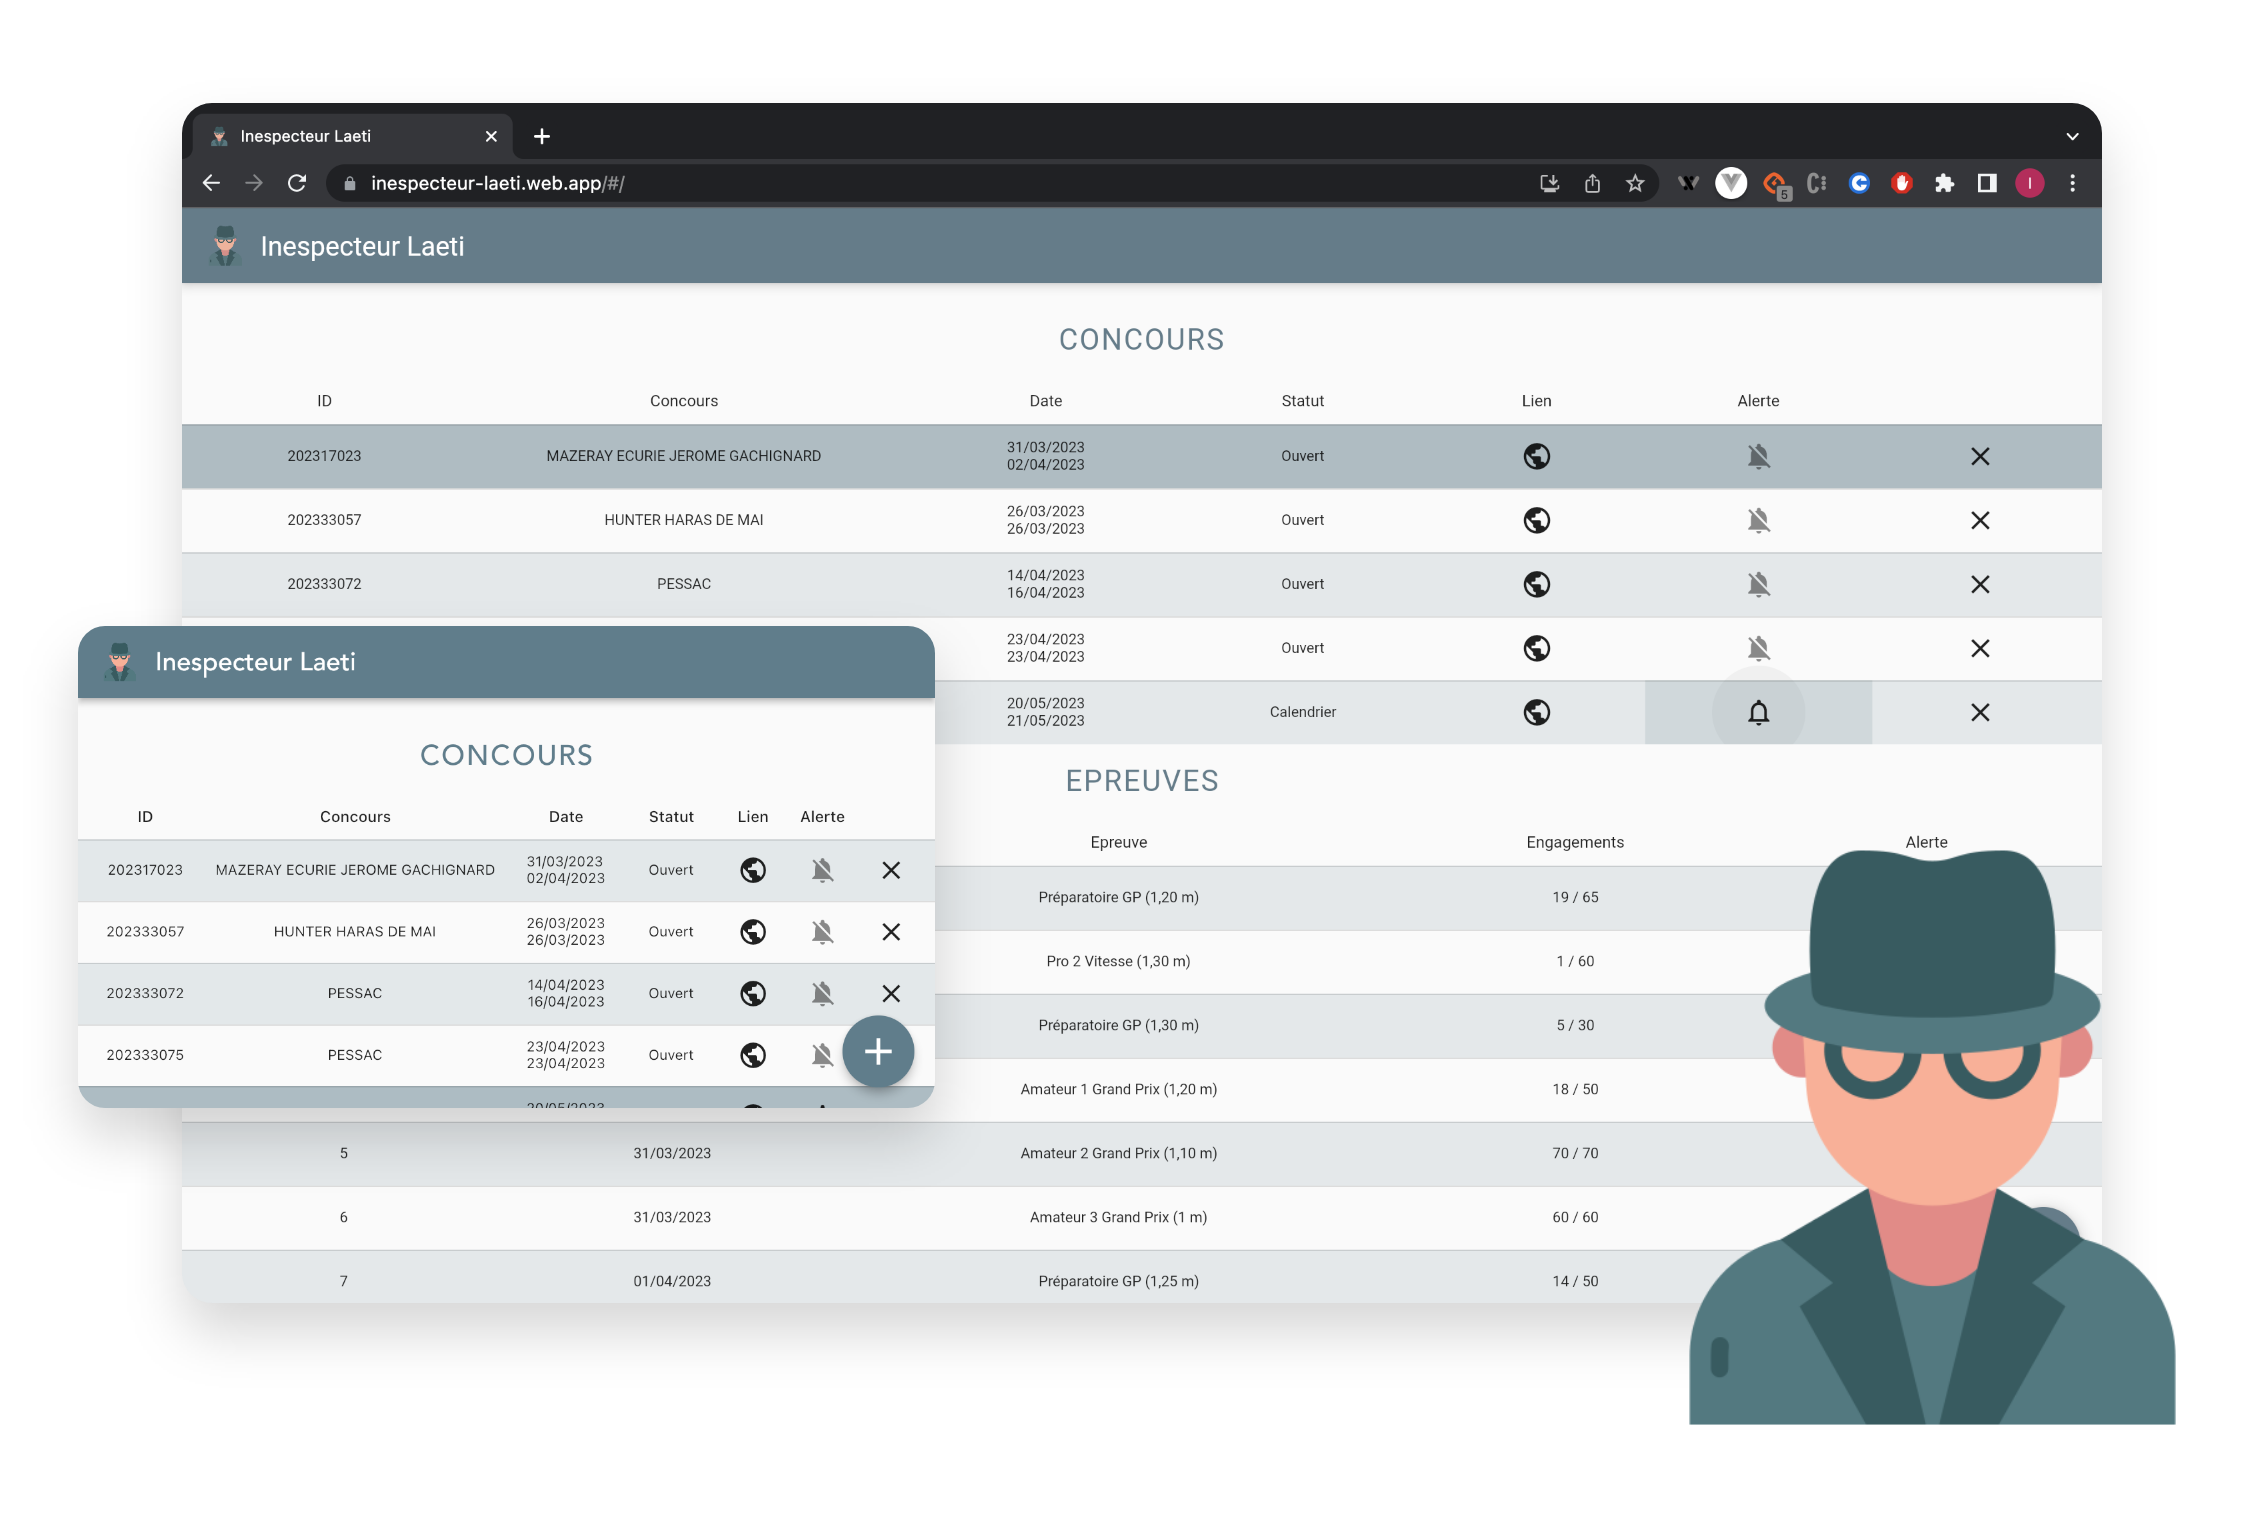 Inespecteur Laeti
inespecteur-laeti.web.app/#/
5
I
Inespecteur Laeti
CONCOURS
ID Concours Date Statut Lien Alerte
202317023 MAZERAY ECURIE JEROME GACHIGNARD 31/03/2023 02/04/2023 Ouvert
202333057 HUNTER HARAS DE MAI 26/03/2023 26/03/2023 Ouvert
202333072 PESSAC 14/04/2023 16/04/2023 Ouvert
23/04/2023 23/04/2023 Ouvert
20/05/2023 21/05/2023 Calendrier
EPREUVES
Epreuve Engagements Alerte
Préparatoire GP (1,20 m) 19 / 65
Pro 2 Vitesse (1,30 m) 1 / 60
Préparatoire GP (1,30 m) 5 / 30
Amateur 1 Grand Prix (1,20 m) 18 / 50
5 31/03/2023 Amateur 2 Grand Prix (1,10 m) 70 / 70
6 31/03/2023 Amateur 3 Grand Prix (1 m) 60 / 60
7 01/04/2023 Préparatoire GP (1,25 m) 14 / 50
Inespecteur Laeti
CONCOURS
ID Concours Date Statut Lien Alerte
202317023 MAZERAY ECURIE JEROME GACHIGNARD 31/03/2023 02/04/2023 Ouvert
202333057 HUNTER HARAS DE MAI 26/03/2023 26/03/2023 Ouvert
202333072 PESSAC 14/04/2023 16/04/2023 Ouvert
202333075 PESSAC 23/04/2023 23/04/2023 Ouvert